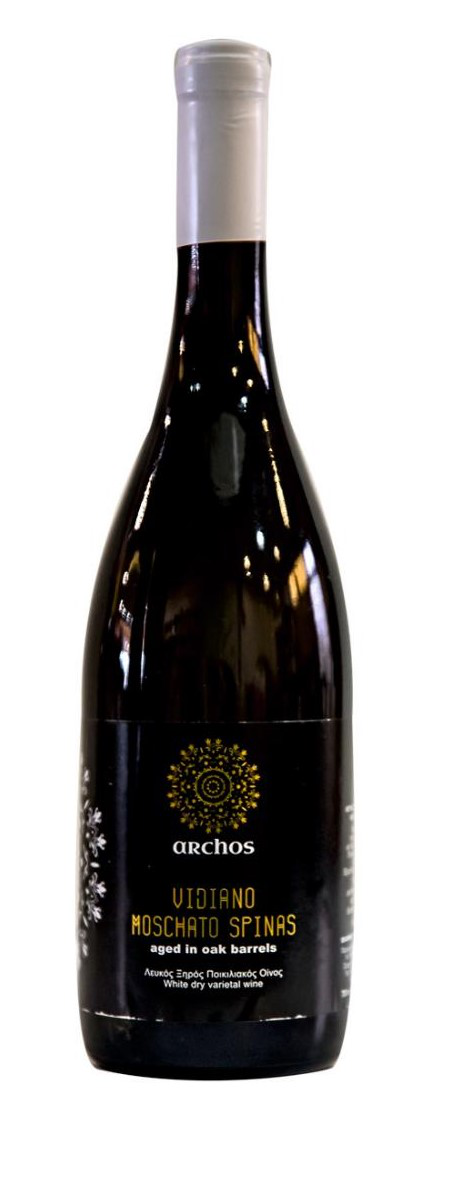 aRchos
VIDIANO
MOSCHATO SPINAS
aged in oak barrels
Λευκός Ξηρός Ποικιλιακός Οίνος
White dry varietal wine